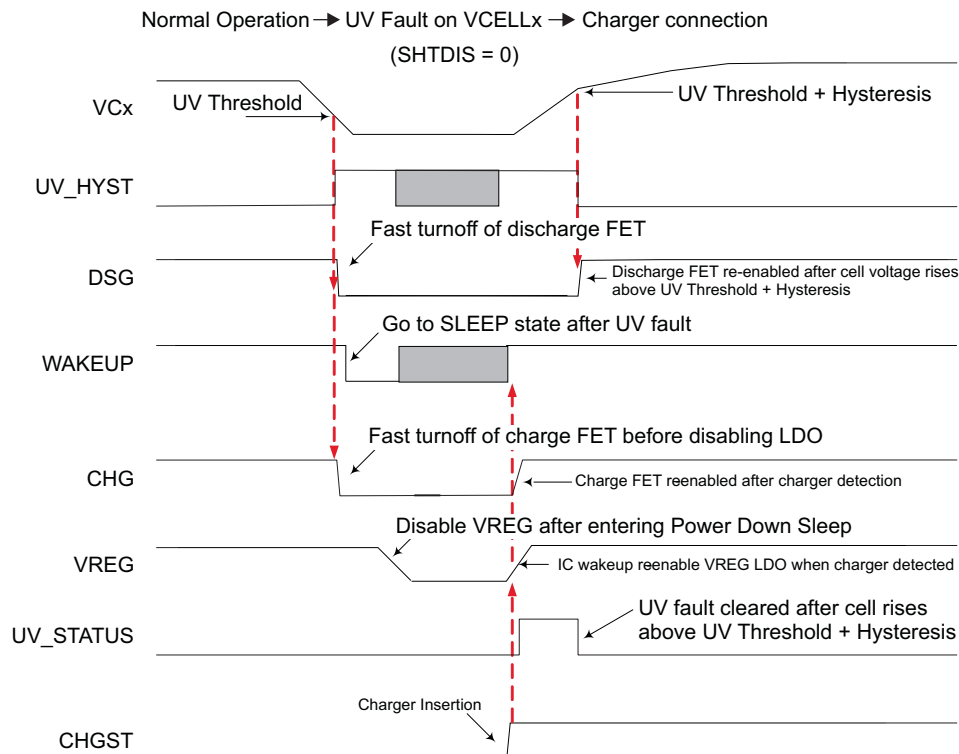 Normal Operation → UV Fault on VCELLx → Charger connection
(SHTDIS = 0)
VCx
UV Threshold
UV Threshold + Hysteresis
UV_HYST
Fast turnoff of discharge FET
DSG
Discharge FET re-enabled after cell voltage rises
above UV Threshold + Hysteresis
Go to SLEEP state after UV fault
WAKEUP
Fast turnoff of charge FET before disabling LDO
CHG
Charge FET reenabled after charger detection
Disable VREG after entering Power Down Sleep
VREG
IC wakeup reenable VREG LDO when charger detected
UV fault cleared after cell rises
above UV Threshold + Hysteresis
UV_STATUS
Charger Insertion
CHGST